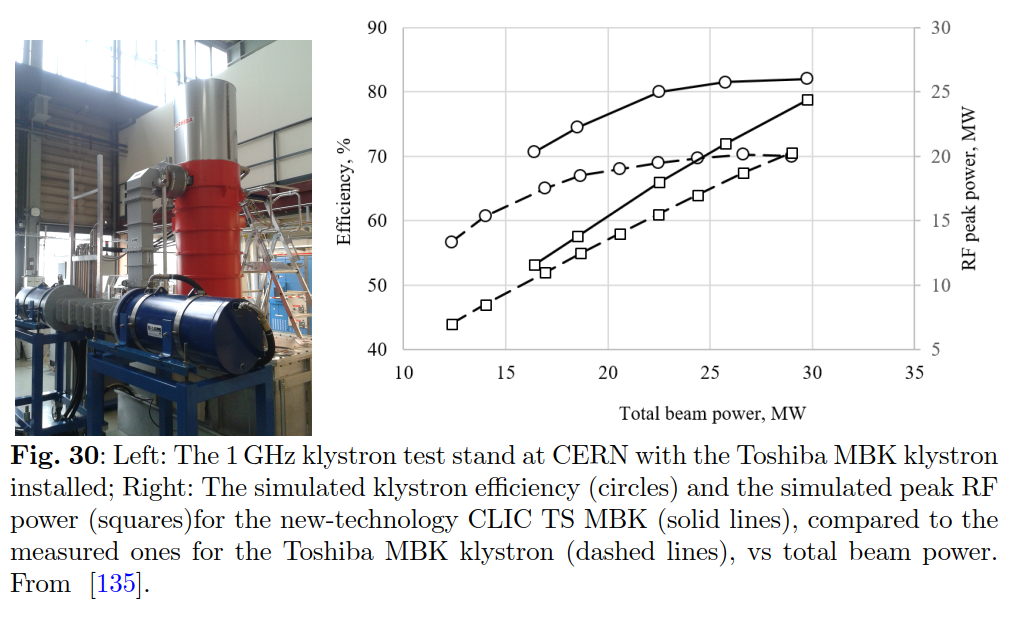 90
80
70
60
50
40
Efficiency, %
30
25
20
15
10
5
RF peak power, MW
10 15 20 25 30 35
Total beam power, MW
Fig. 30: Left: The 1 GHz klystron test stand at CERN with the Toshiba MBK klystron
installed; Right: The simulated klystron efficiency (circles) and the simulated peak RF
power (squares)for the new-technology CLIC TS MBK (solid lines), compared to the
measured ones for the Toshiba MBK klystron (dashed lines), vs total beam power.
From [135].